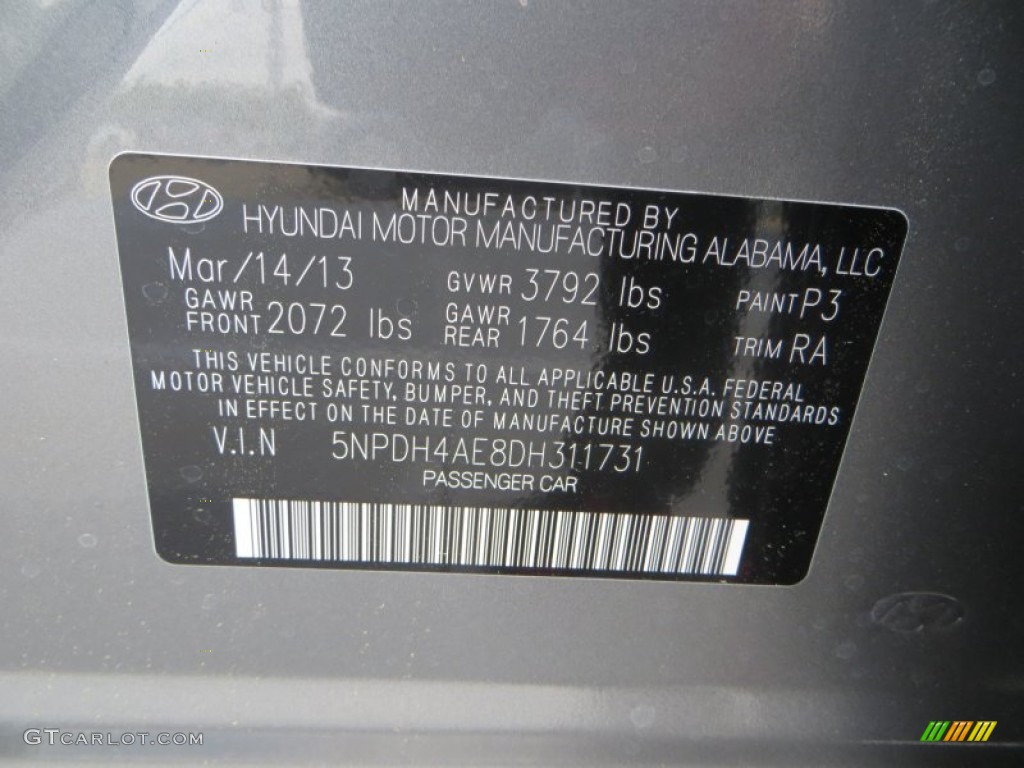 MANUFACTURED BY
HYUNDAI MOTOR MANUFACTURING ALABAMA, LLC
Mar/14/13 GVWR 3792 lbs PAINT P3
GAWR FRONT 2072 lbs GAWR REAR 1764 lbs TRIM RA
THIS VEHICLE CONFORMS TO ALL APPLICABLE U.S.A. FEDERAL
MOTOR VEHICLE SAFETY, BUMPER, AND THEFT PREVENTION STANDARDS
IN EFFECT ON THE DATE OF MANUFACTURE SHOWN ABOVE
V.I.N 5NPDH4AE8DH311731
PASSENGER CAR
GTCARLOT.COM